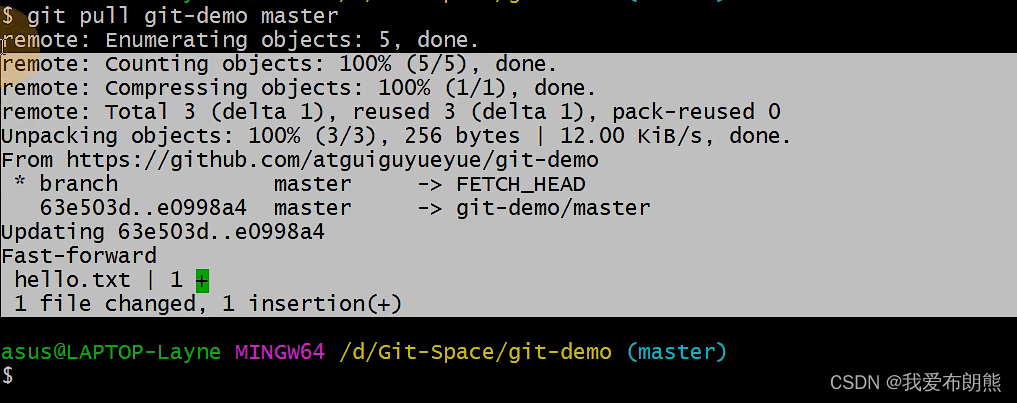 $ git pull git-demo master
remote: Enumerating objects: 5, done.
remote: Counting objects: 100% (5/5), done.
remote: Compressing objects: 100% (1/1), done.
remote: Total 3 (delta 1), reused 3 (delta 1), pack-reused 0
Unpacking objects: 100% (3/3), 256 bytes | 12.00 KiB/s, done.
From https://github.com/atguiguyueyue/git-demo
 * branch            master     -> FETCH_HEAD
   63e503d..e0998a4  master     -> git-demo/master
Updating 63e503d..e0998a4
Fast-forward
 hello.txt | 1 +
 1 file changed, 1 insertion(+)
asus@LAPTOP-Layne MINGW64 /d/Git-Space/git-demo (master)
$
CSDN @我爱布朗熊